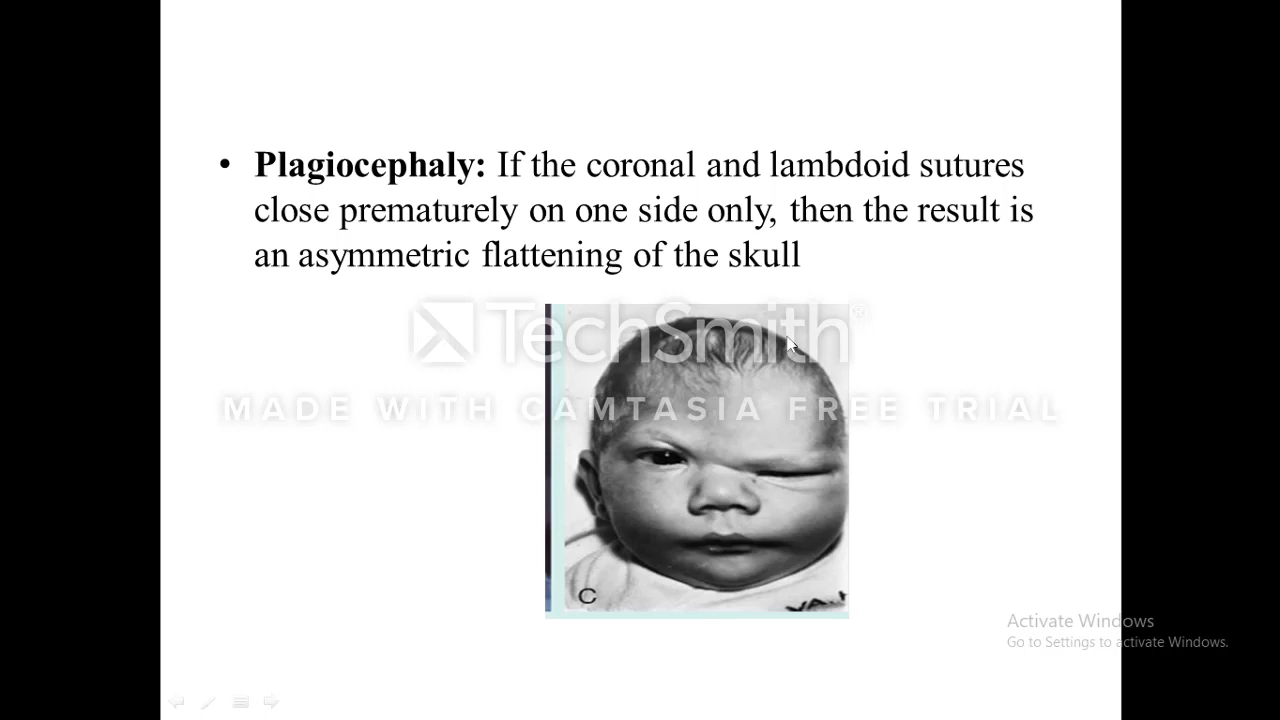 • Plagiocephaly: If the coronal and lambdoid sutures
close prematurely on one side only, then the result is
an asymmetric flattening of the skull
TechSmith®
MADE WITH CAMTASIA FREE TRIAL
C
Activate Windows
Go to Settings to activate Windows.